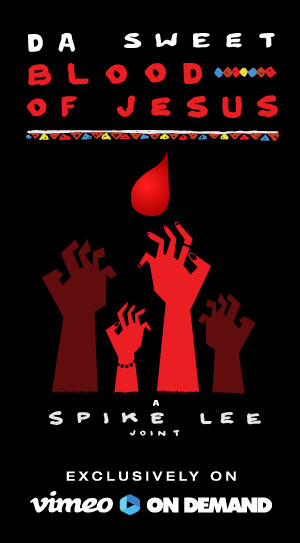 DA SWEET
BLOOD
OF JESUS
A
SPIKE LEE
JOINT
EXCLUSIVELY ON
vimeo ON DEMAND